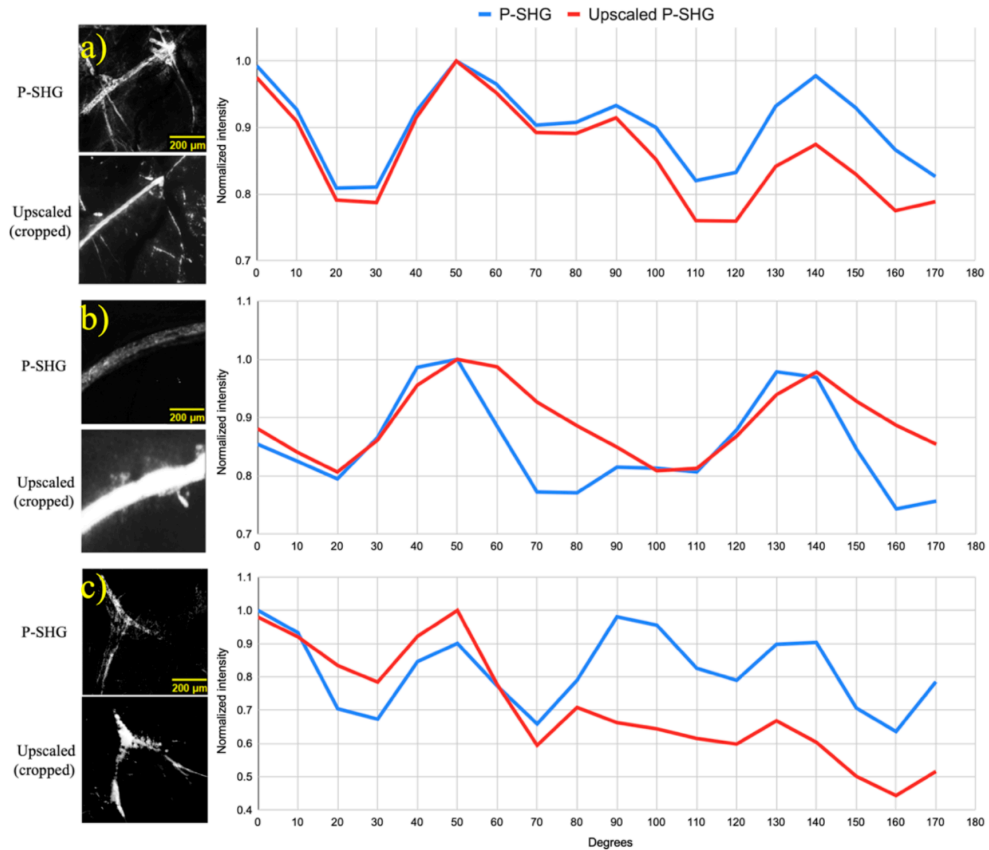 P-SHG Upscaled P-SHG
a)
P-SHG
200 µm
Upscaled
(cropped)
Normalized intensity
1.0
0.9
0.8
0.7
0 10 20 30 40 50 60 70 80 90 100 110 120 130 140 150 160 170 180
b)
P-SHG
200 µm
Upscaled
(cropped)
Normalized intensity
1.1
1.0
0.9
0.8
0.7
0 10 20 30 40 50 60 70 80 90 100 110 120 130 140 150 160 170 180
c)
P-SHG
200 µm
Upscaled
(cropped)
Normalized intensity
1.1
1.0
0.9
0.8
0.7
0.6
0.5
0.4
0 10 20 30 40 50 60 70 80 90 100 110 120 130 140 150 160 170 180
Degrees